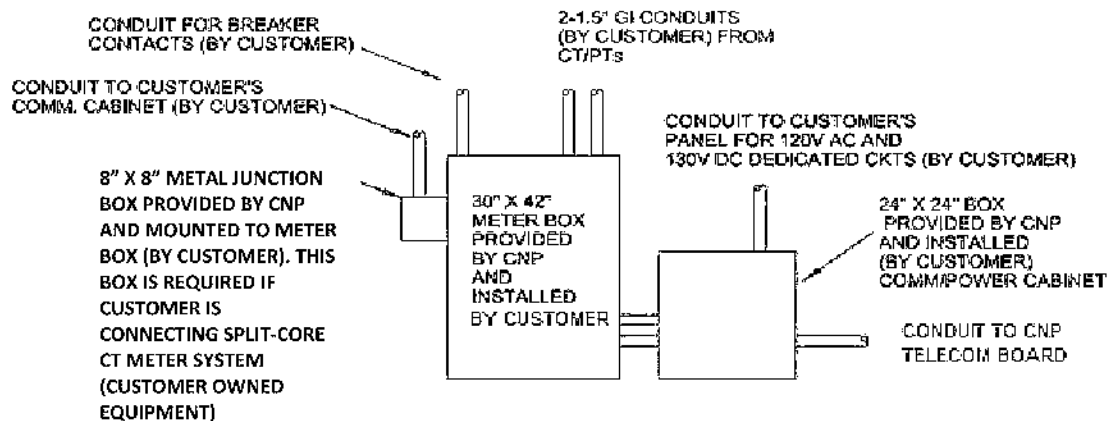 CONDUIT FOR BREAKER
CONTACTS (BY CUSTOMER)
2-1.5" GI CONDUITS
(BY CUSTOMER) FROM
CT/PTs
CONDUIT TO CUSTOMER'S
COMM. CABINET (BY CUSTOMER)
CONDUIT TO CUSTOMER'S
PANEL FOR 120V AC AND
130V DC DEDICATED CKTS (BY CUSTOMER)
8" X 8" METAL JUNCTION
BOX PROVIDED BY CNP
AND MOUNTED TO METER
BOX (BY CUSTOMER). THIS
BOX IS REQUIRED IF
CUSTOMER IS
CONNECTING SPLIT-CORE
CT METER SYSTEM
(CUSTOMER OWNED
EQUIPMENT)
30" X 42"
METER BOX
PROVIDED
BY CNP
AND
INSTALLED
BY CUSTOMER
24" X 24" BOX
PROVIDED BY CNP
AND INSTALLED
(BY CUSTOMER)
COMM/POWER CABINET
CONDUIT TO CNP
TELECOM BOARD